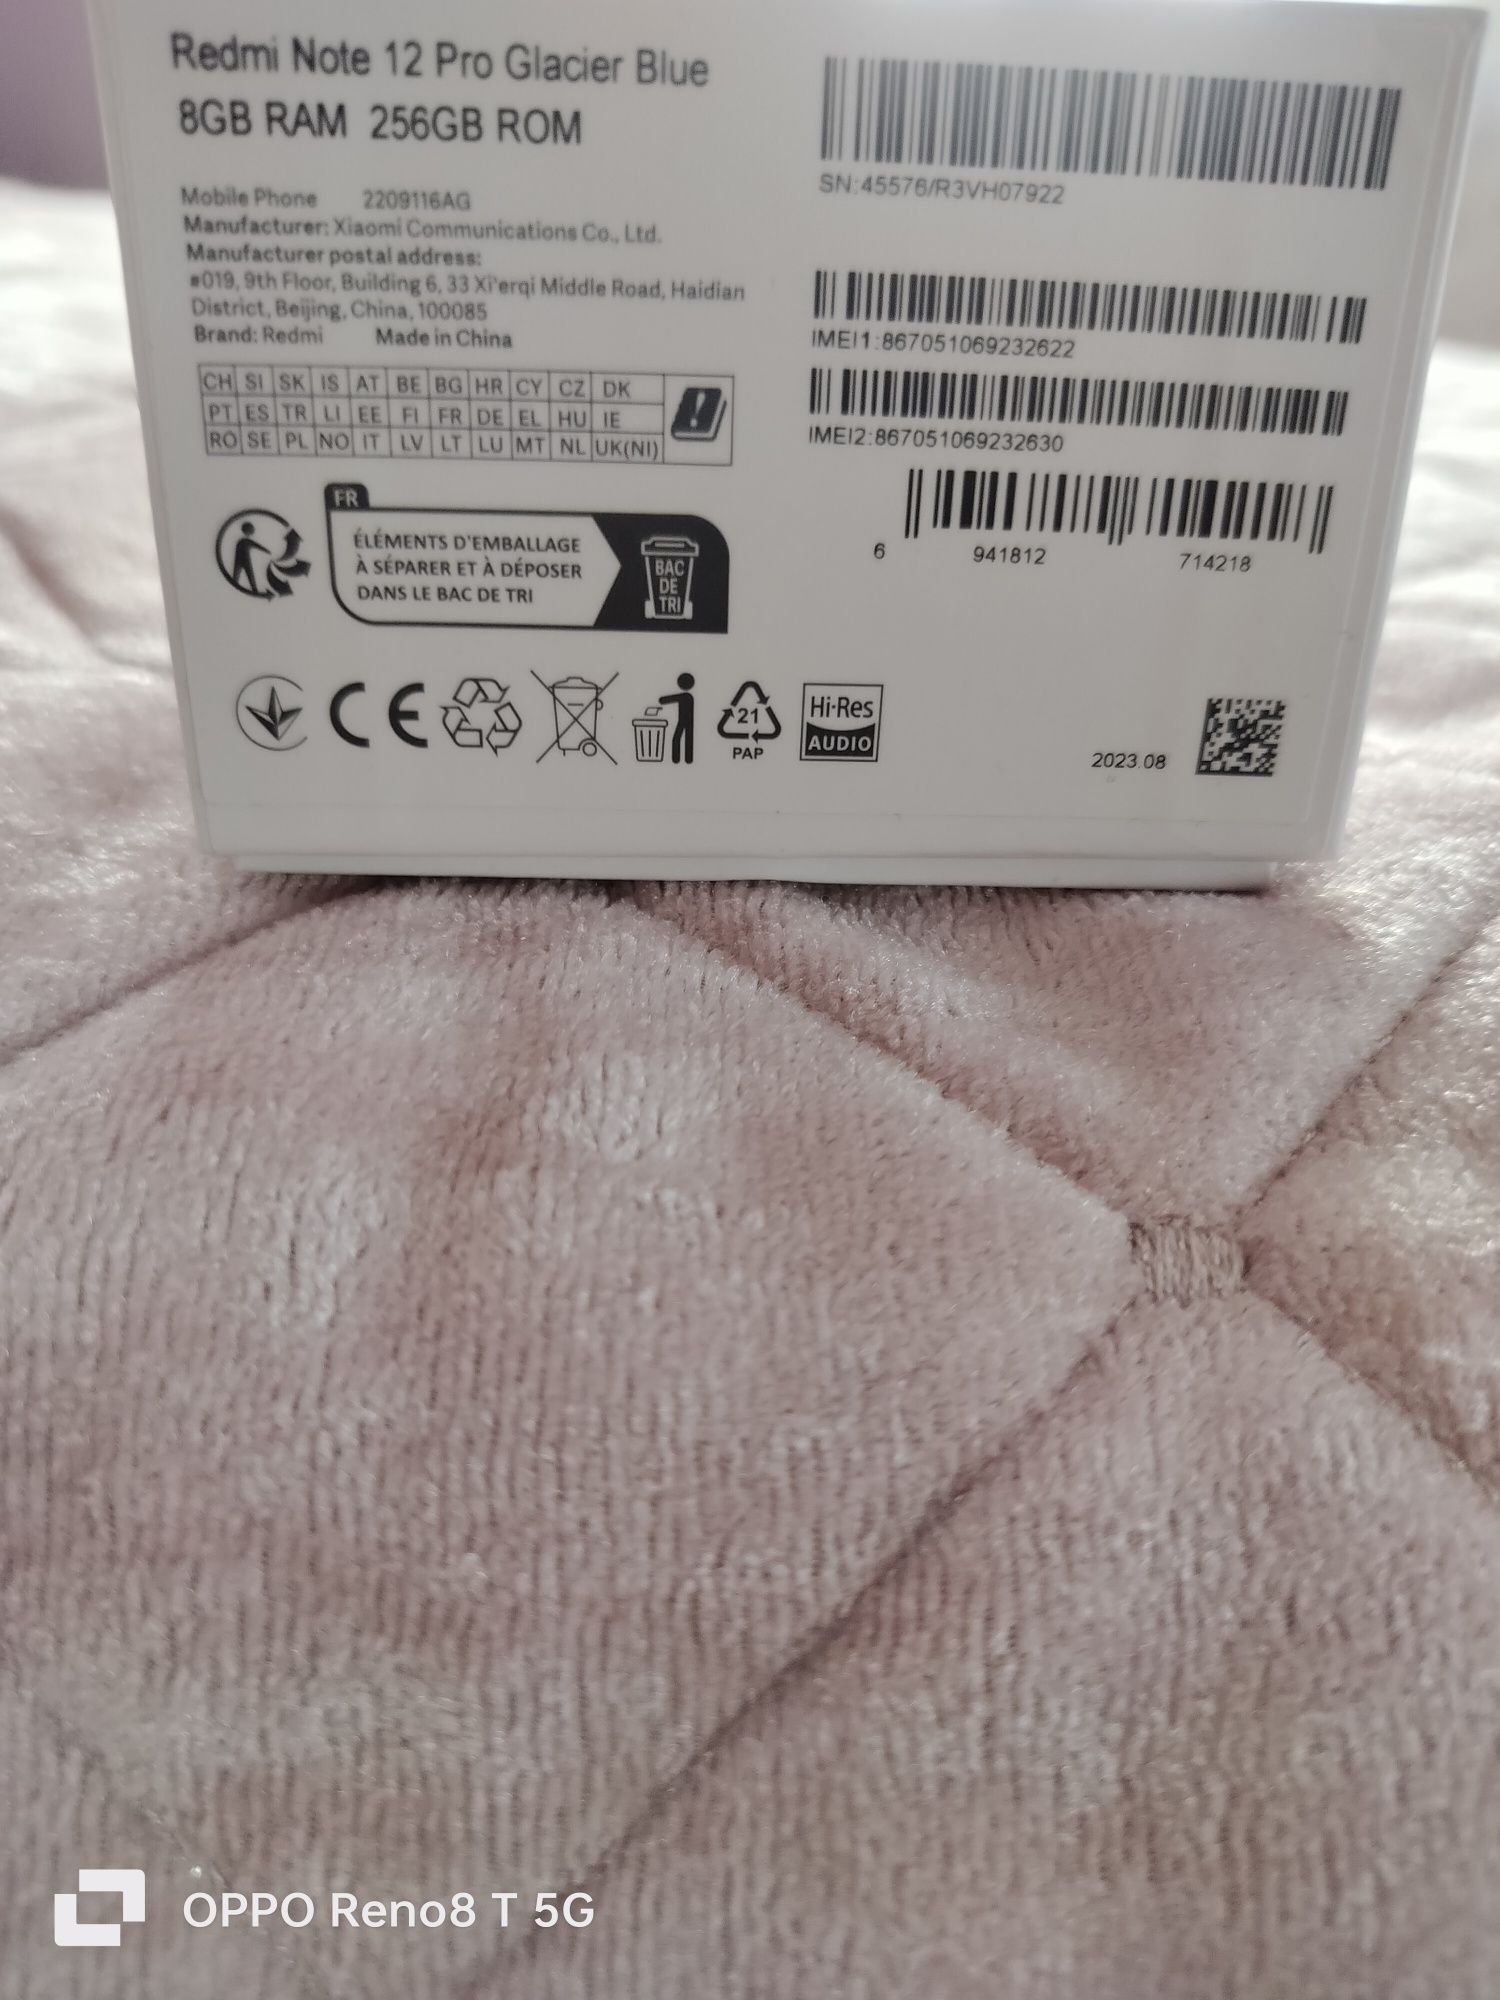 Redmi Note 12 Pro Glacier Blue
8GB RAM 256GB ROM
Mobile Phone 2209116AG
Manufacturer: Xiaomi Communications Co., Ltd.
Manufacturer postal address:
#019, 9th Floor, Building 6, 33 Xi'erqi Middle Road, Haidian
District, Beijing, China, 100085
Brand: Redmi Made in China
CH SI SK IS AT BE BG HR CY CZ DK
PT ES TR LI EE FI FR DE EL HU IE
RO SE PL NO IT LV LT LU MT NL UK(NI)
FR
ÉLÉMENTS D'EMBALLAGE
À SÉPARER ET À DÉPOSER
DANS LE BAC DE TRI
BAC
DE
TRI
CE
21
PAP
Hi-Res
AUDIO
SN:45576/R3VH07922
IMEI1:867051069232622
IMEI2:867051069232630
6 941812 714218
2023.08
OPPO Reno8 T 5G